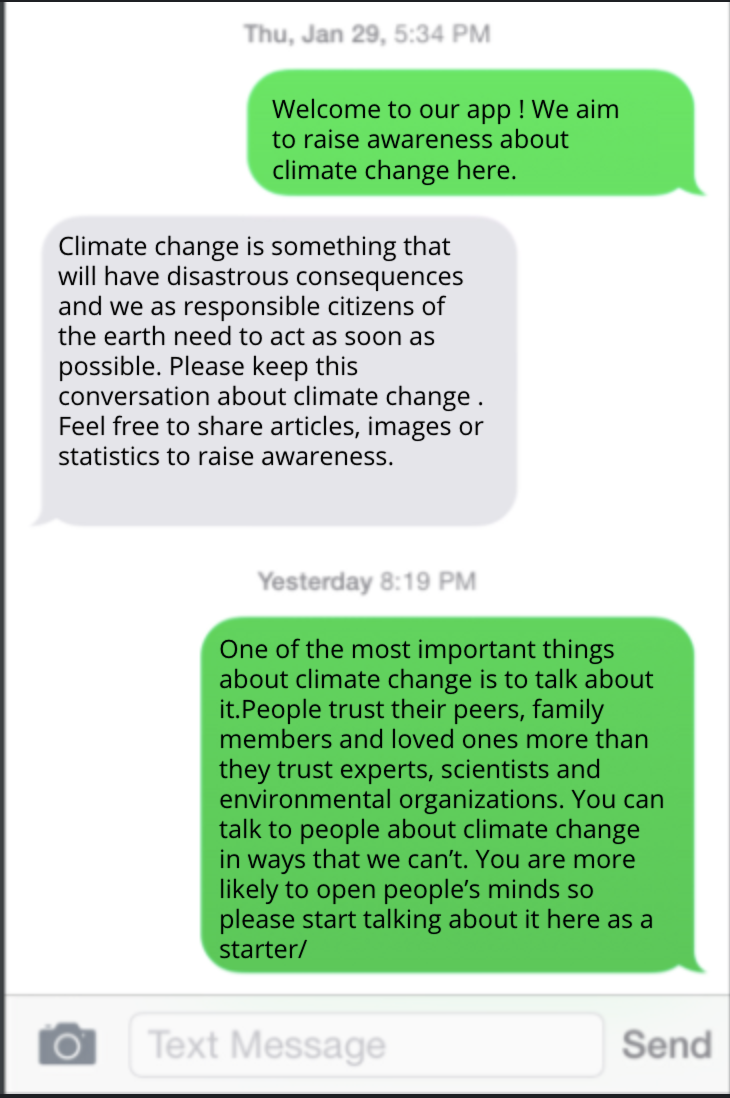 Thu, Jan 29, 5:34 PM
Welcome to our app ! We aim
to raise awareness about
climate change here.
Climate change is something that
will have disastrous consequences
and we as responsible citizens of
the earth need to act as soon as
possible. Please keep this
conversation about climate change .
Feel free to share articles, images or
statistics to raise awareness.
Yesterday 8:19 PM
One of the most important things
about climate change is to talk about
it.People trust their peers, family
members and loved ones more than
they trust experts, scientists and
environmental organizations. You can
talk to people about climate change
in ways that we can’t. You are more
likely to open people’s minds so
please start talking about it here as a
starter/
Text Message
Send